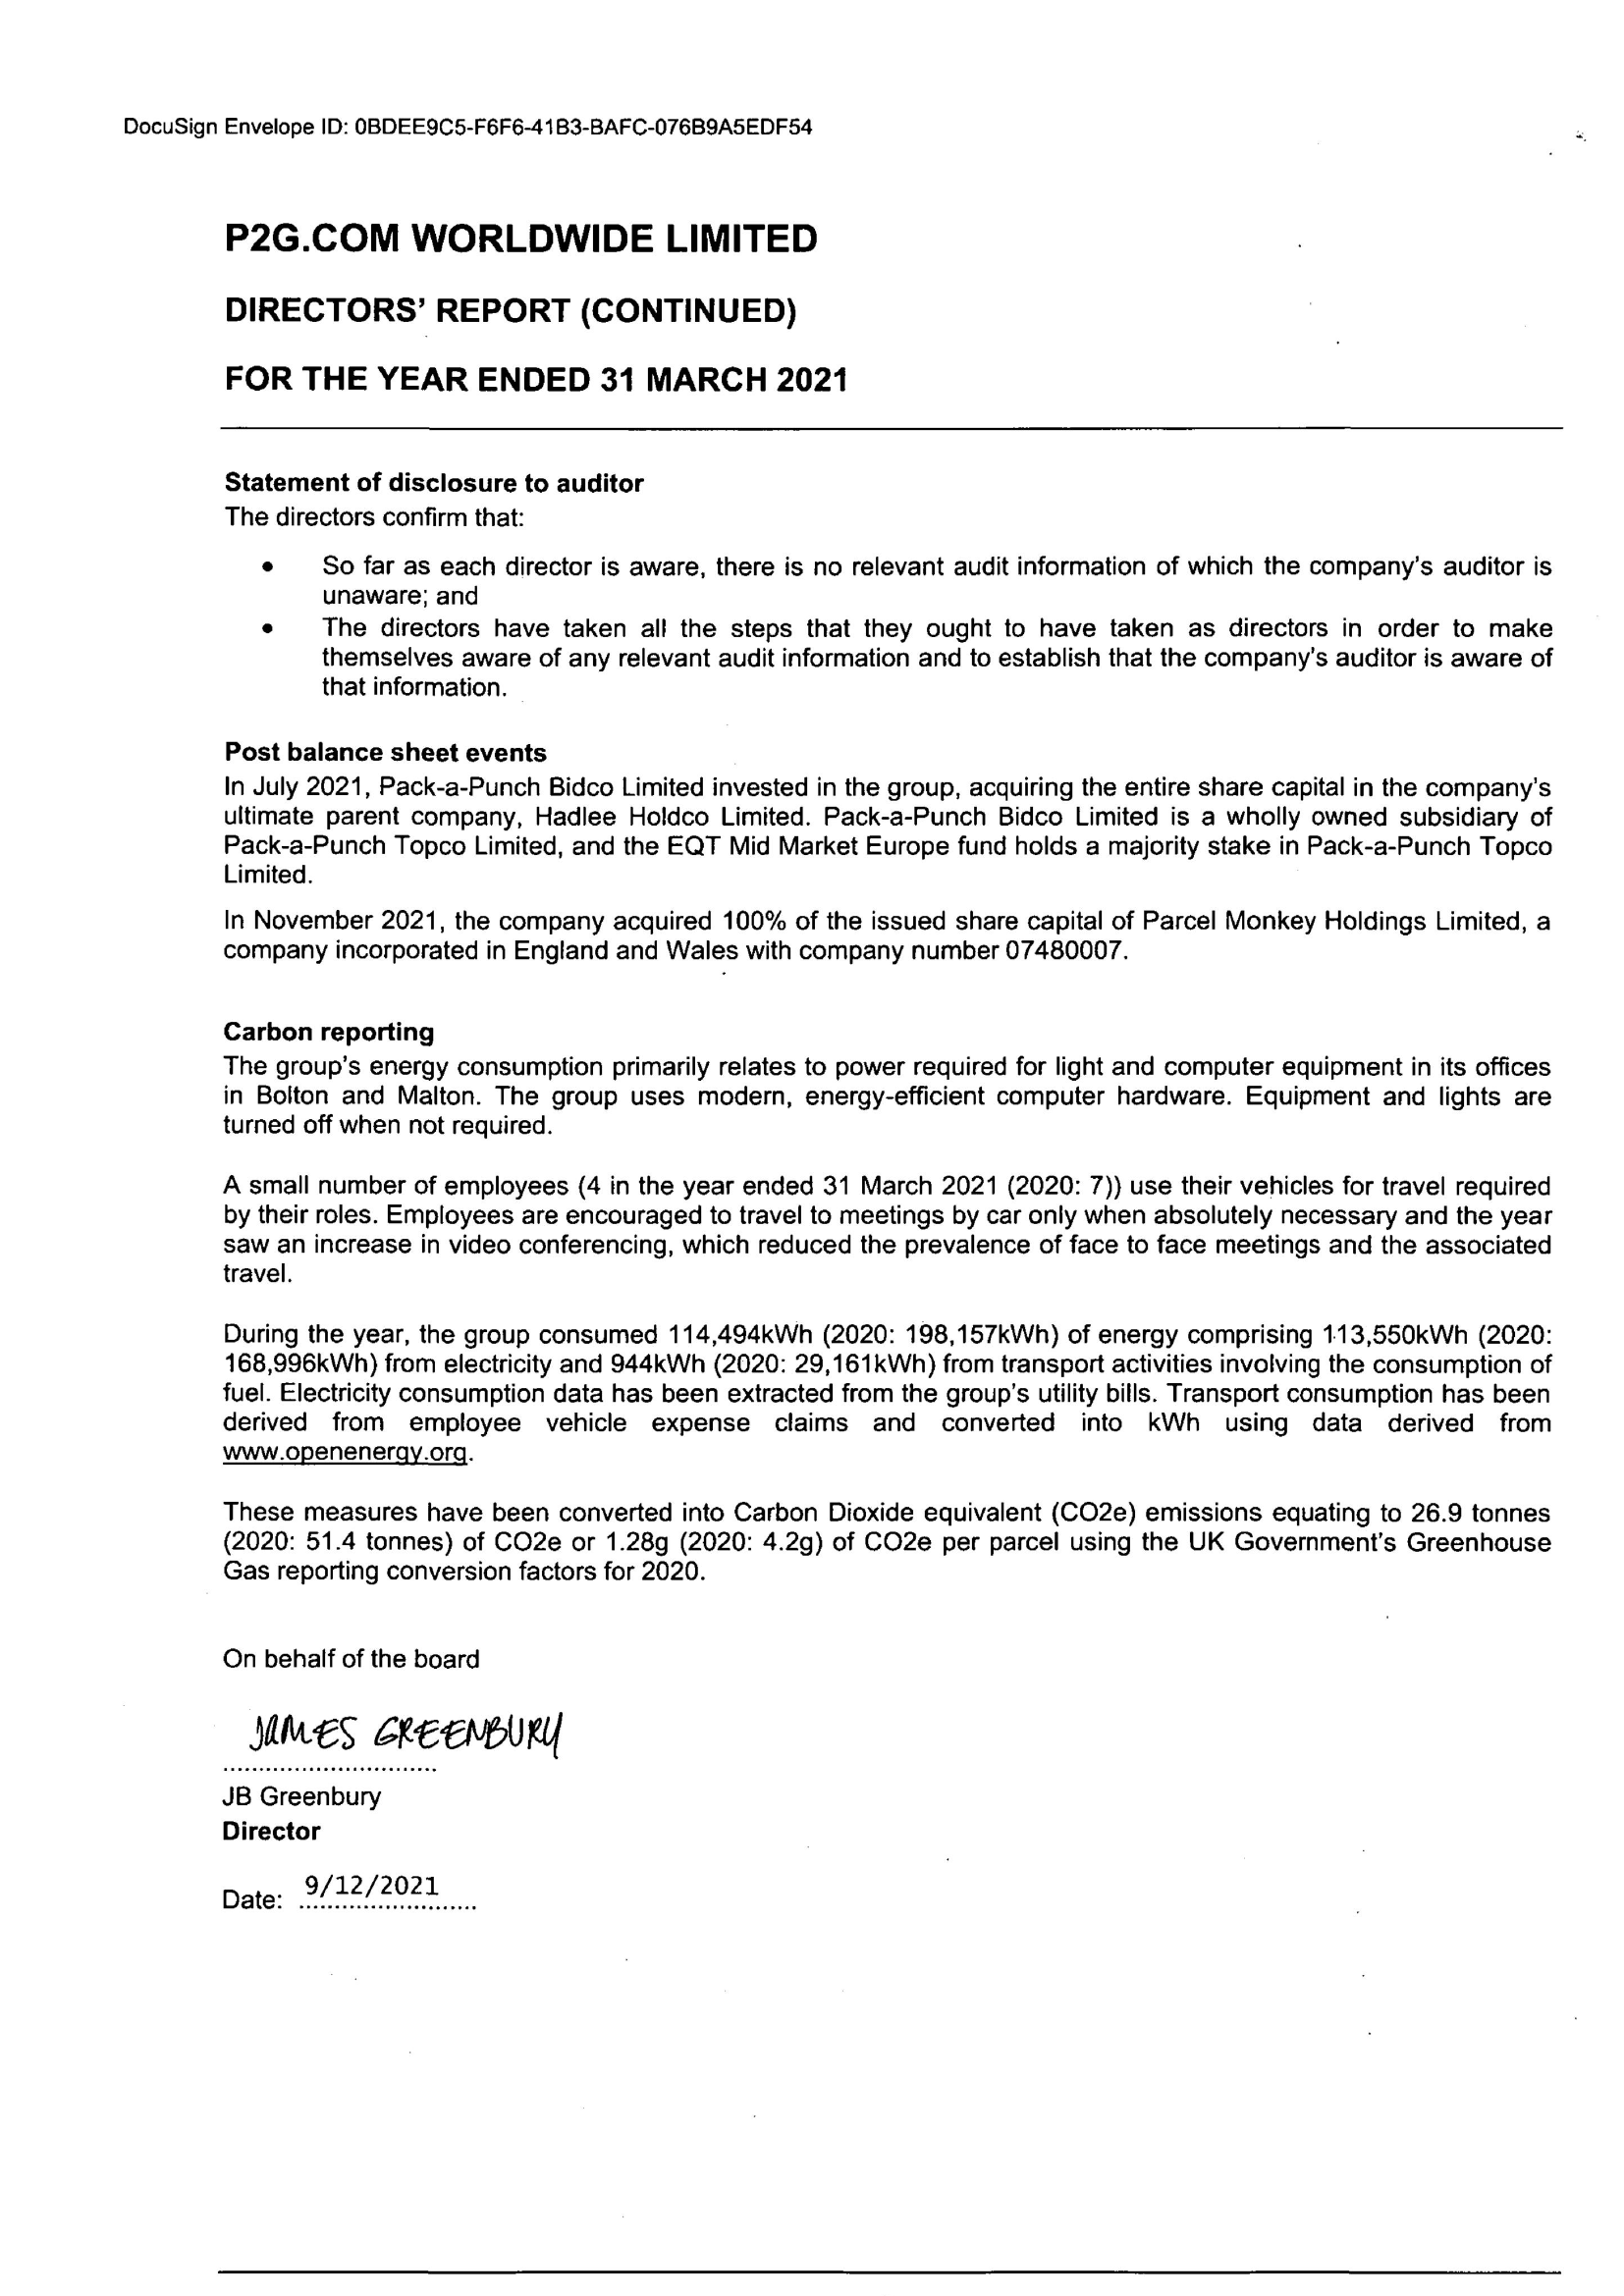 DocuSign Envelope ID: 0BDEE9C5-F6F6-41B3-BAFC-076B9A5EDF54
P2G.COM WORLDWIDE LIMITED
DIRECTORS' REPORT (CONTINUED)
FOR THE YEAR ENDED 31 MARCH 2021
Statement of disclosure to auditor
The directors confirm that:
• So far as each director is aware, there is no relevant audit information of which the company's auditor is
unaware; and
• The directors have taken all the steps that they ought to have taken as directors in order to make
themselves aware of any relevant audit information and to establish that the company's auditor is aware of
that information.
Post balance sheet events
In July 2021, Pack-a-Punch Bidco Limited invested in the group, acquiring the entire share capital in the company's
ultimate parent company, Hadlee Holdco Limited. Pack-a-Punch Bidco Limited is a wholly owned subsidiary of
Pack-a-Punch Topco Limited, and the EQT Mid Market Europe fund holds a majority stake in Pack-a-Punch Topco
Limited.
In November 2021, the company acquired 100% of the issued share capital of Parcel Monkey Holdings Limited, a
company incorporated in England and Wales with company number 07480007.
Carbon reporting
The group's energy consumption primarily relates to power required for light and computer equipment in its offices
in Bolton and Malton. The group uses modern, energy-efficient computer hardware. Equipment and lights are
turned off when not required.
A small number of employees (4 in the year ended 31 March 2021 (2020: 7)) use their vehicles for travel required
by their roles. Employees are encouraged to travel to meetings by car only when absolutely necessary and the year
saw an increase in video conferencing, which reduced the prevalence of face to face meetings and the associated
travel.
During the year, the group consumed 114,494kWh (2020: 198,157kWh) of energy comprising 113,550kWh (2020:
168,996kWh) from electricity and 944kWh (2020: 29,161kWh) from transport activities involving the consumption of
fuel. Electricity consumption data has been extracted from the group's utility bills. Transport consumption has been
derived from employee vehicle expense claims and converted into kWh using data derived from
www.openenergy.org.
These measures have been converted into Carbon Dioxide equivalent (CO2e) emissions equating to 26.9 tonnes
(2020: 51.4 tonnes) of CO2e or 1.28g (2020: 4.2g) of CO2e per parcel using the UK Government's Greenhouse
Gas reporting conversion factors for 2020.
On behalf of the board
JAMES GREENBURY
JB Greenbury
Director
Date: 9/12/2021